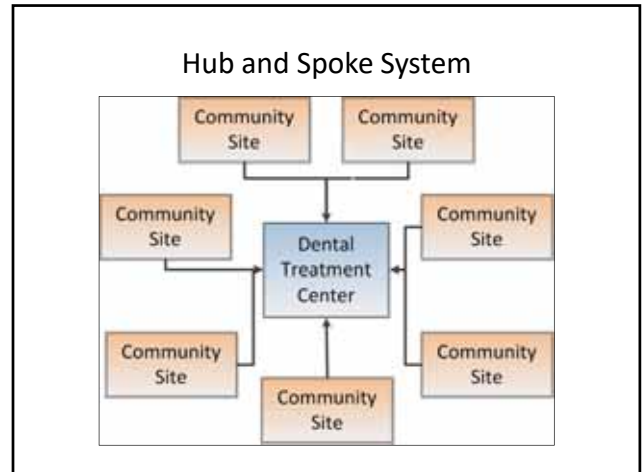 Hub and Spoke System
Community
Site
Community
Site
Community
Site
Dental
Treatment
Center
Community
Site
Community
Site
Community
Site
Community
Site